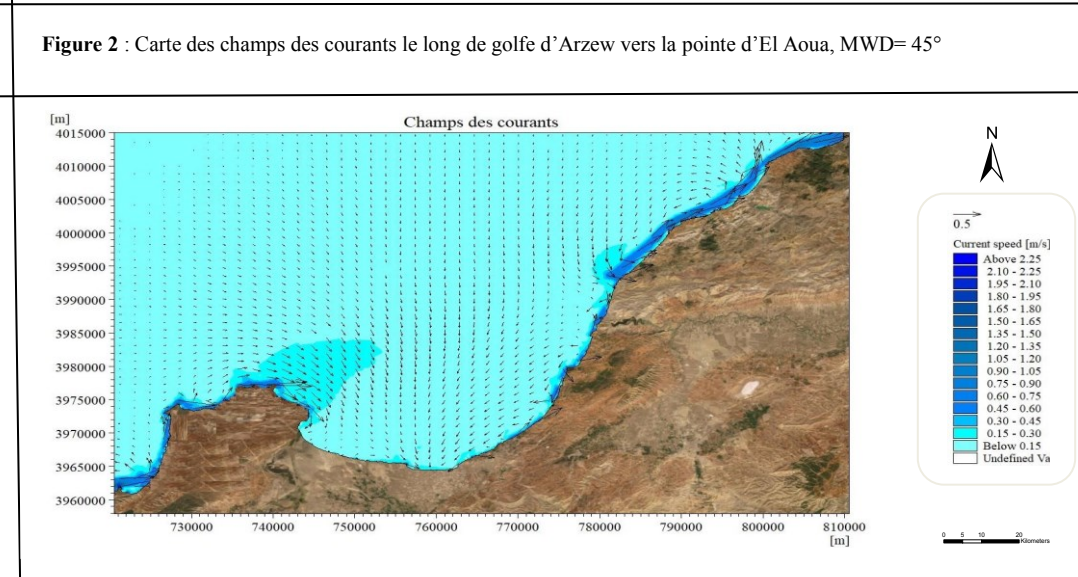 Figure 2 : Carte des champs des courants le long de golfe d’Arzew vers la pointe d’El Aoua, MWD= 45°
[m]
Champs des courants
4015000
4010000
4005000
4000000
3995000
3990000
3985000
3980000
3975000
3970000
3965000
3960000
730000 740000 750000 760000 770000 780000 790000 800000 810000
[m]
N
0.5
Current speed [m/s]
Above 2.25
2.10 - 2.25
1.95 - 2.10
1.80 - 1.95
1.65 - 1.80
1.50 - 1.65
1.35 - 1.50
1.20 - 1.35
1.05 - 1.20
0.90 - 1.05
0.75 - 0.90
0.60 - 0.75
0.45 - 0.60
0.30 - 0.45
0.15 - 0.30
Below 0.15
Undefined Va
0 5 10 20
Kilometers